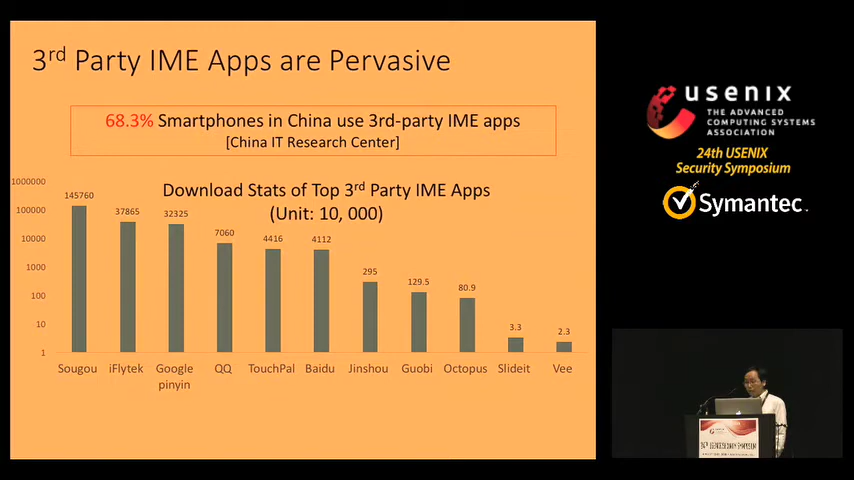 3rd Party IME Apps are Pervasive
68.3% Smartphones in China use 3rd-party IME apps
[China IT Research Center]
Download Stats of Top 3rd Party IME Apps
(Unit: 10, 000)
1000000
100000
10000
1000
100
10
1
145760
37865
32325
7060
4416
4112
295
129.5
80.9
3.3
2.3
Sougou
iFlytek
Google pinyin
QQ
TouchPal
Baidu
Jinshou
Guobi
Octopus
Slideit
Vee
usenix
THE ADVANCED
COMPUTING SYSTEMS
ASSOCIATION
24th USENIX
Security Symposium
Symantec.